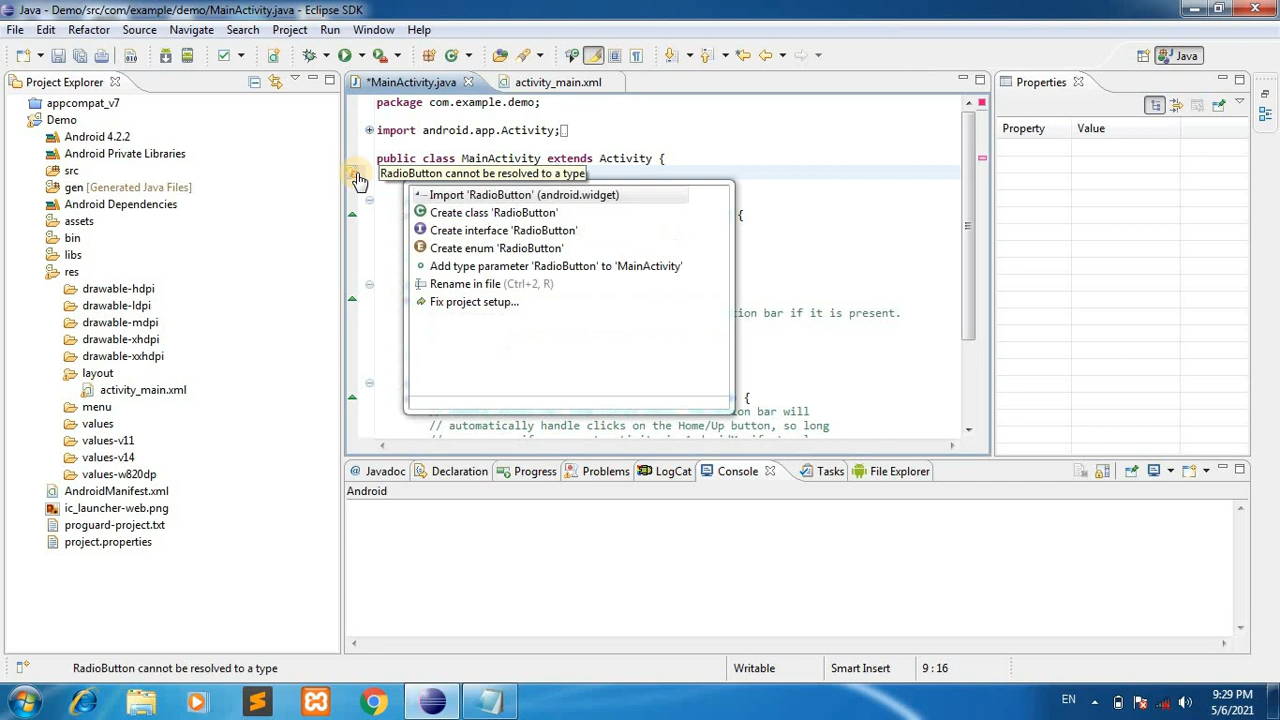 Java - Demo/src/com/example/demo/MainActivity.java - Eclipse SDK
File Edit Refactor Source Navigate Search Project Run Window Help
Java
Project Explorer
*MainActivity.java
activity_main.xml
Properties
appcompat_v7
Demo
Android 4.2.2
Android Private Libraries
src
gen [Generated Java Files]
Android Dependencies
assets
bin
libs
res
drawable-hdpi
drawable-ldpi
drawable-mdpi
drawable-xhdpi
drawable-xxhdpi
layout
activity_main.xml
menu
values
values-v11
values-v14
values-w820dp
AndroidManifest.xml
ic_launcher-web.png
proguard-project.txt
project.properties
package com.example.demo;
import android.app.Activity;
public class MainActivity extends Activity {
RadioButton cannot be resolved to a type
Import 'RadioButton' (android.widget)
Create class 'RadioButton'
{
Create interface 'RadioButton'
Create enum 'RadioButton'
Add type parameter 'RadioButton' to 'MainActivity'
Rename in file (Ctrl+2, R)
Fix project setup...
ion bar if it is present.
{
ion bar will
// automatically handle clicks on the Home/Up button, so long
Property Value
Javadoc Declaration Progress Problems LogCat Console Tasks File Explorer
Android
RadioButton cannot be resolved to a type
Writable
Smart Insert
9 : 16
EN
9:29 PM
5/6/2021